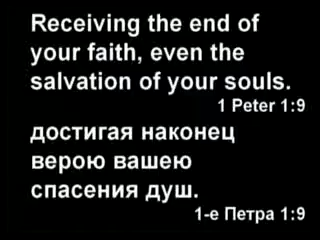 Receiving the end of
your faith, even the
salvation of your souls.
1 Peter 1:9
достигая наконец
верою вашею
спасения душ.
1-е Петра 1:9